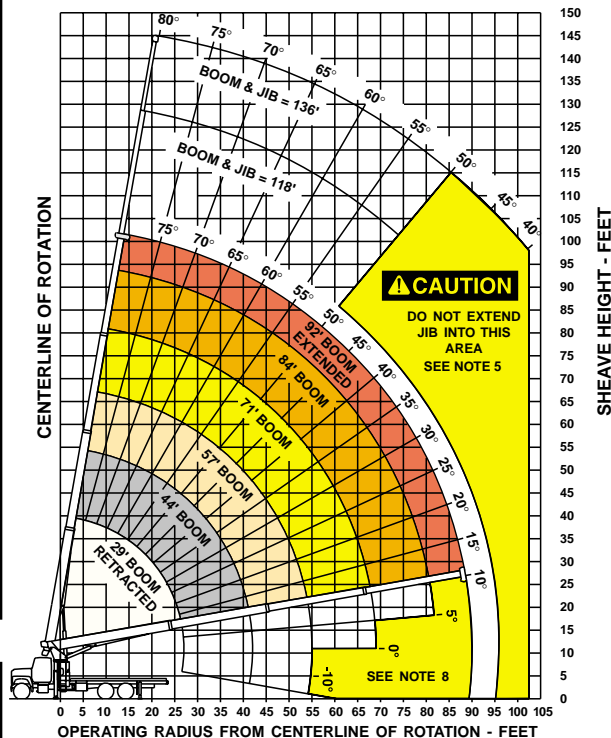 80° 75° 70° 65° 60° 55° 50° 45° 40°
BOOM & JIB = 136'
BOOM & JIB = 118'
CENTERLINE OF ROTATION
75° 70° 65° 60° 55° 50° 45° 40° 35° 30° 25° 20° 15° 10° 5° 0° -10°
⚠CAUTION
DO NOT EXTEND
JIB INTO THIS
AREA
SEE NOTE 5
92' BOOM
EXTENDED
84' BOOM
71' BOOM
57' BOOM
44' BOOM
29' BOOM
RETRACTED
SEE NOTE 8
150
145
140
135
130
125
120
115
110
105
100
95
90
85
80
75
70
65
60
55
50
45
40
35
30
25
20
15
10
5
0
SHEAVE HEIGHT - FEET
0 5 10 15 20 25 30 35 40 45 50 55 60 65 70 75 80 85 90 95 100 105
OPERATING RADIUS FROM CENTERLINE OF ROTATION - FEET